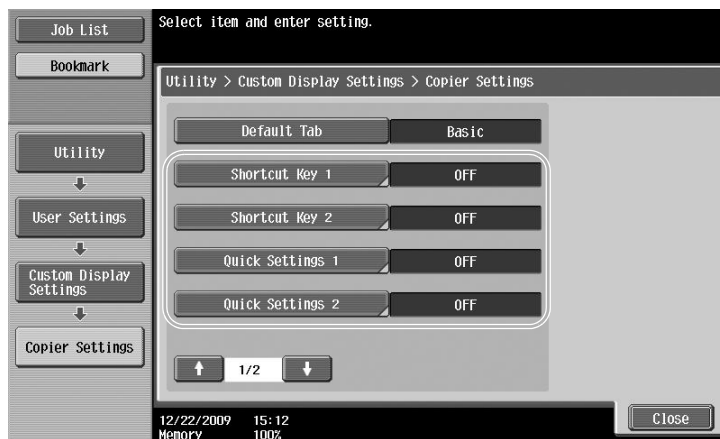 Job List
Bookmark
Select item and enter setting.
Utility > Custom Display Settings > Copier Settings
Utility
User Settings
Custom Display
Settings
Copier Settings
Default Tab Basic
Shortcut Key 1 OFF
Shortcut Key 2 OFF
Quick Settings 1 OFF
Quick Settings 2 OFF
1/2
12/22/2009 15:12
Memory 100%
Close